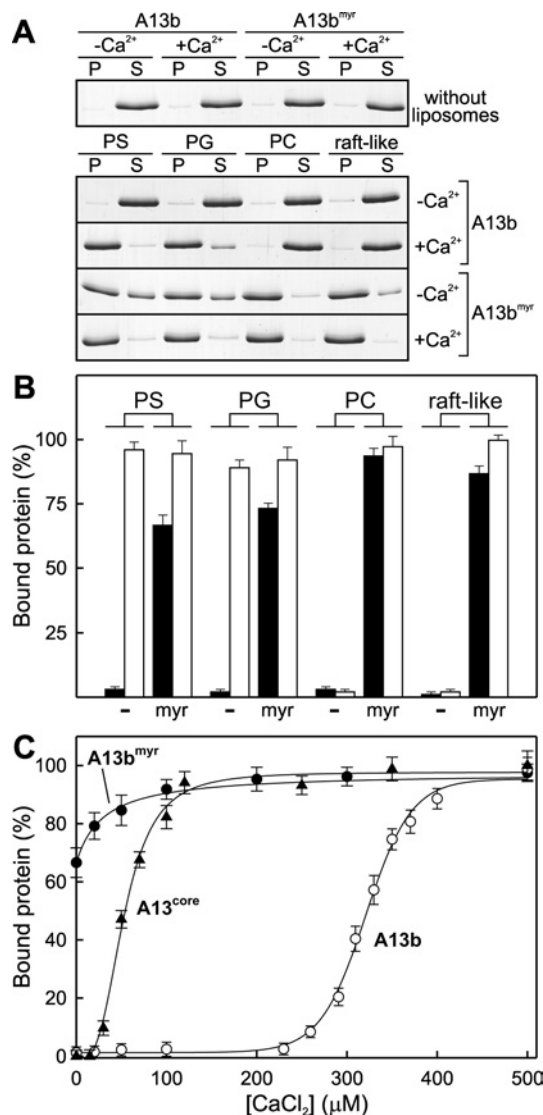 A
A13b A13b^myr
-Ca²⁺ +Ca²⁺ -Ca²⁺ +Ca²⁺
P S P S P S P S
without
liposomes
PS PG PC raft-like
P S P S P S P S
-Ca²⁺
+Ca²⁺
A13b
-Ca²⁺
+Ca²⁺
A13b^myr
B
PS PG PC raft-like
Bound protein (%)
100
75
50
25
- myr - myr - myr - myr
C
Bound protein (%)
100
80
60
40
20
0
A13b^myr
A13^core
A13b
0 100 200 300 400 500
[CaCl₂] (µM)